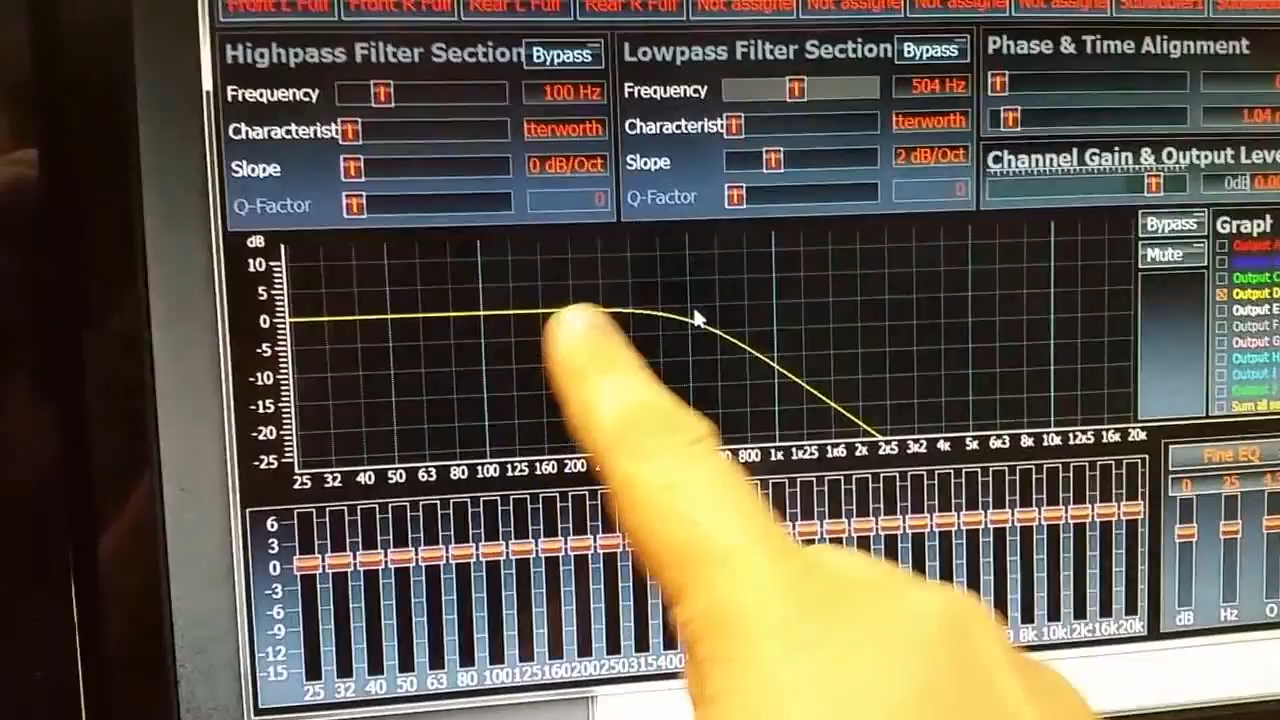 Front L Full Front R Full Rear L Full Rear R Full Not assigne Not assigne Not assigne Not assigne
Highpass Filter Section Bypass
Frequency 100 Hz
Characterist tterworth
Slope 0 dB/Oct
Q-Factor 0
Lowpass Filter Section Bypass
Frequency 504 Hz
Characterist tterworth
Slope 2 dB/Oct
Q-Factor 0
Phase & Time Alignment
1.04
Channel Gain & Output Leve
0dB 0.00
dB
10
5
0
-5
-10
-15
-20
-25
25 32 40 50 63 80 100 125 160 200 800 1k 1k25 1k6 2k 2k5 3k2 4k 5k 6k3 8k 10k 12k5 16k 20k
Bypass
Mute
Graph
Output A
Output C
Output D
Output E
Output F
Output G
Output H
Output I
Sum all
6
3
0
-3
-6
-9
-12
-15
25 32 40 50 63 80 100 125 160 200 250 315 400 8k 10k 12k 16k 20k
Fine EQ
0 25
dB Hz